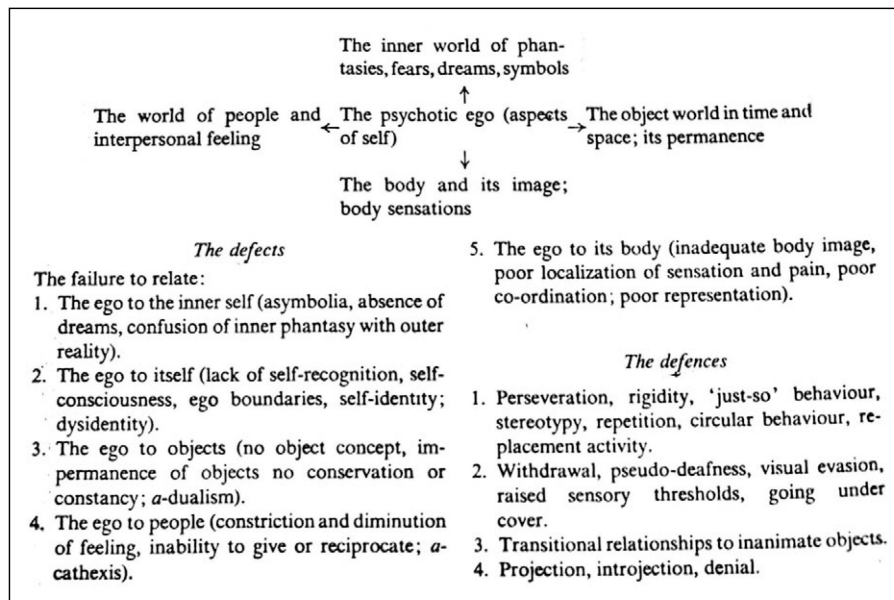 The inner world of phan-
tasies, fears, dreams, symbols
↑
The world of people and
interpersonal feeling
←
The psychotic ego (aspects
of self)
→
The object world in time and
space; its permanence
↓
The body and its image;
body sensations
The defects
The failure to relate:
1. The ego to the inner self (asymbolia, absence of
dreams, confusion of inner phantasy with outer
reality).
2. The ego to itself (lack of self-recognition, self-
consciousness, ego boundaries, self-identity;
dysidentity).
3. The ego to objects (no object concept, im-
permanence of objects no conservation or
constancy; a-dualism).
4. The ego to people (constriction and diminution
of feeling, inability to give or reciprocate; a-
cathexis).
5. The ego to its body (inadequate body image,
poor localization of sensation and pain, poor
co-ordination; poor representation).
The defences
1. Perseveration, rigidity, 'just-so' behaviour,
stereotypy, repetition, circular behaviour, re-
placement activity.
2. Withdrawal, pseudo-deafness, visual evasion,
raised sensory thresholds, going under
cover.
3. Transitional relationships to inanimate objects.
4. Projection, introjection, denial.